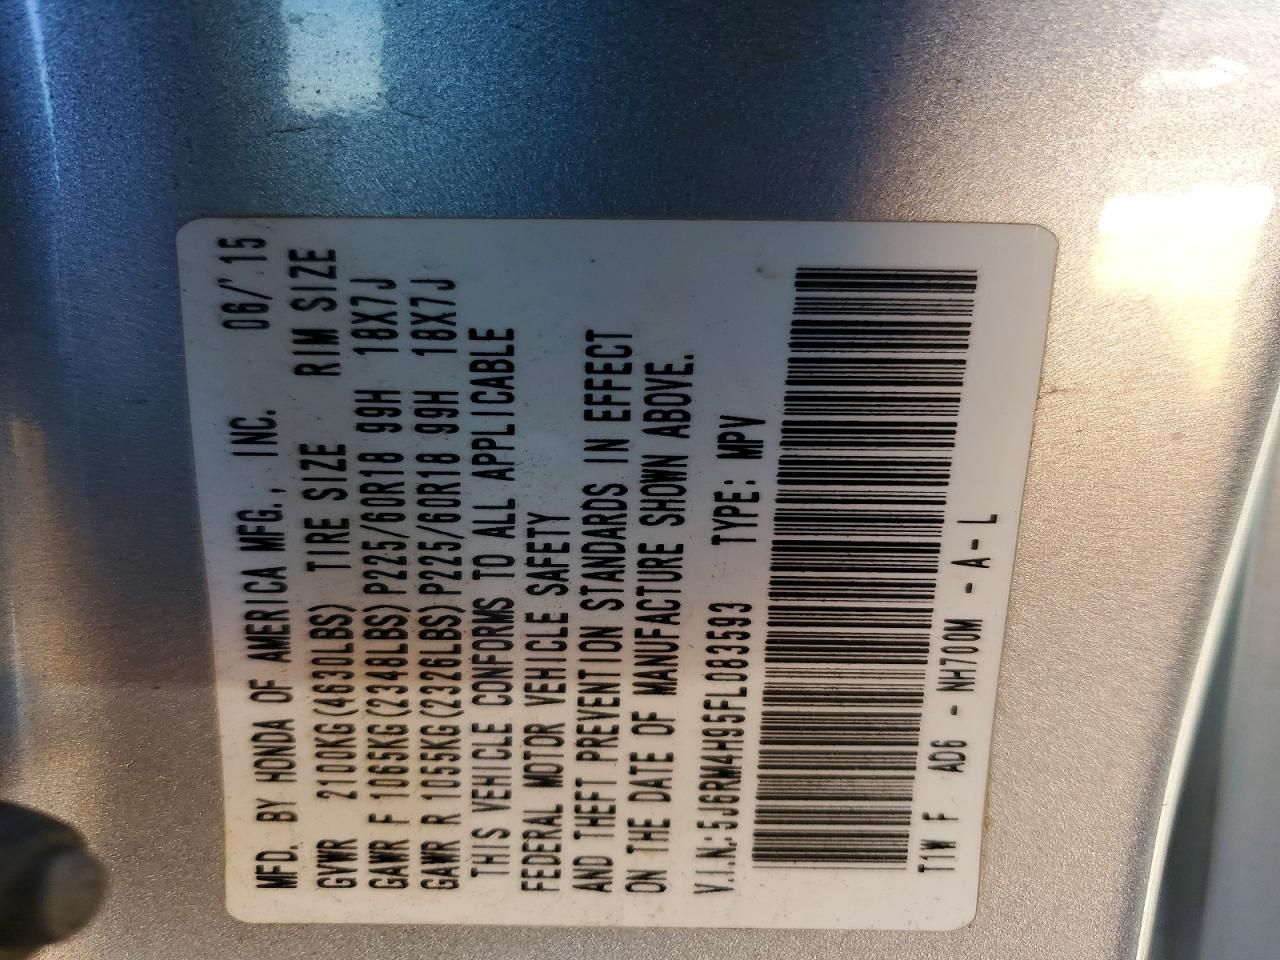 MFD. BY HONDA OF AMERICA MFG., INC. 06/'15
GVWR 2100KG(4630LBS) TIRE SIZE RIM SIZE
GAWR F 1065KG(2348LBS)P225/60R18 99H 18X7J
GAWR R 1055KG(2326LBS)P225/60R18 99H 18X7J
THIS VEHICLE CONFORMS TO ALL APPLICABLE
FEDERAL MOTOR VEHICLE SAFETY
AND THEFT PREVENTION STANDARDS IN EFFECT
ON THE DATE OF MANUFACTURE SHOWN ABOVE.
V.I.N.:5J6RM4H95FL083593 TYPE: MPV
T1W F AD6 - NH700M - A - L